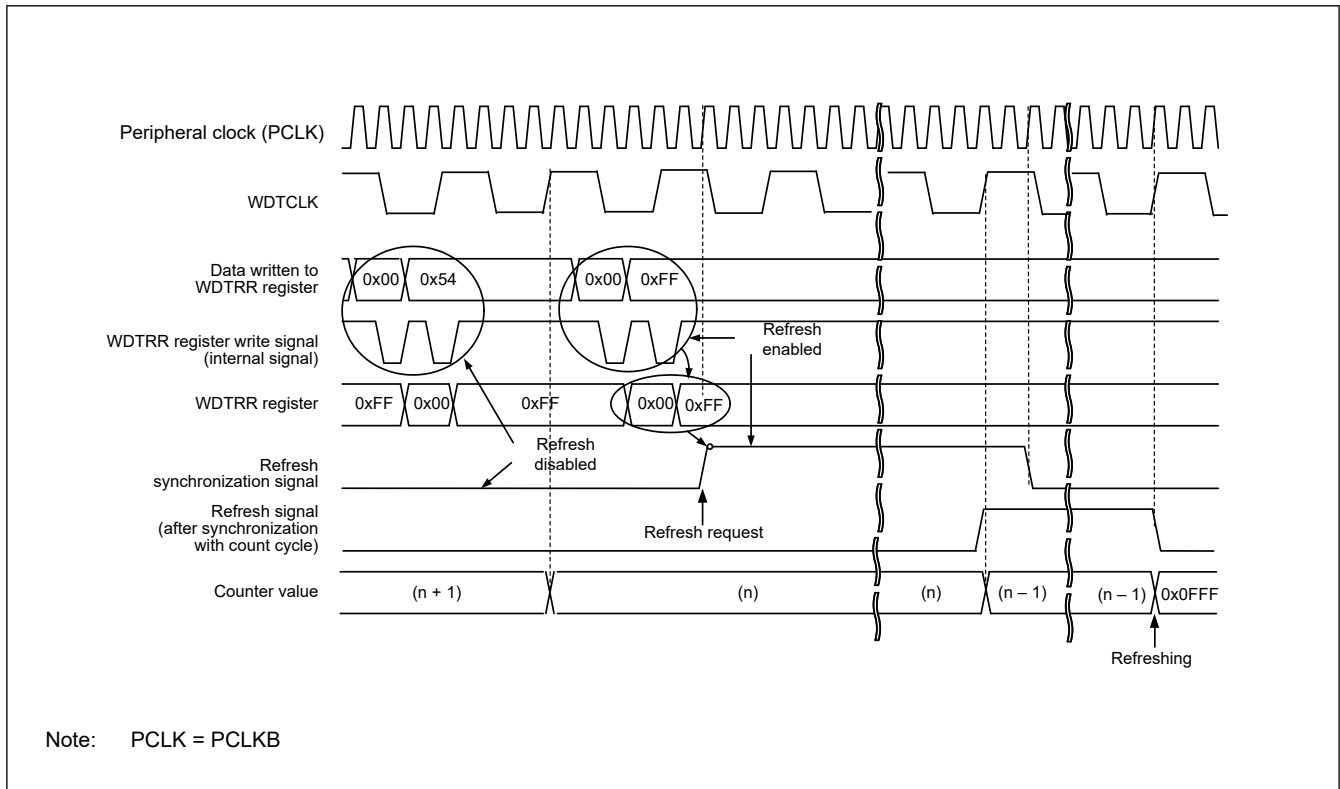 Peripheral clock (PCLK)
WDTCLK
Data written to
WDTRR register
0x00
0x54
0x00
0xFF
WDTRR register write signal
(internal signal)
Refresh
enabled
WDTRR register
0xFF
0x00
0xFF
0x00
0xFF
Refresh
disabled
Refresh
synchronization signal
Refresh signal
(after synchronization
with count cycle)
Refresh request
Counter value
(n + 1)
(n)
(n)
(n – 1)
(n – 1)
0x0FFF
Refreshing
Note: PCLK = PCLKB